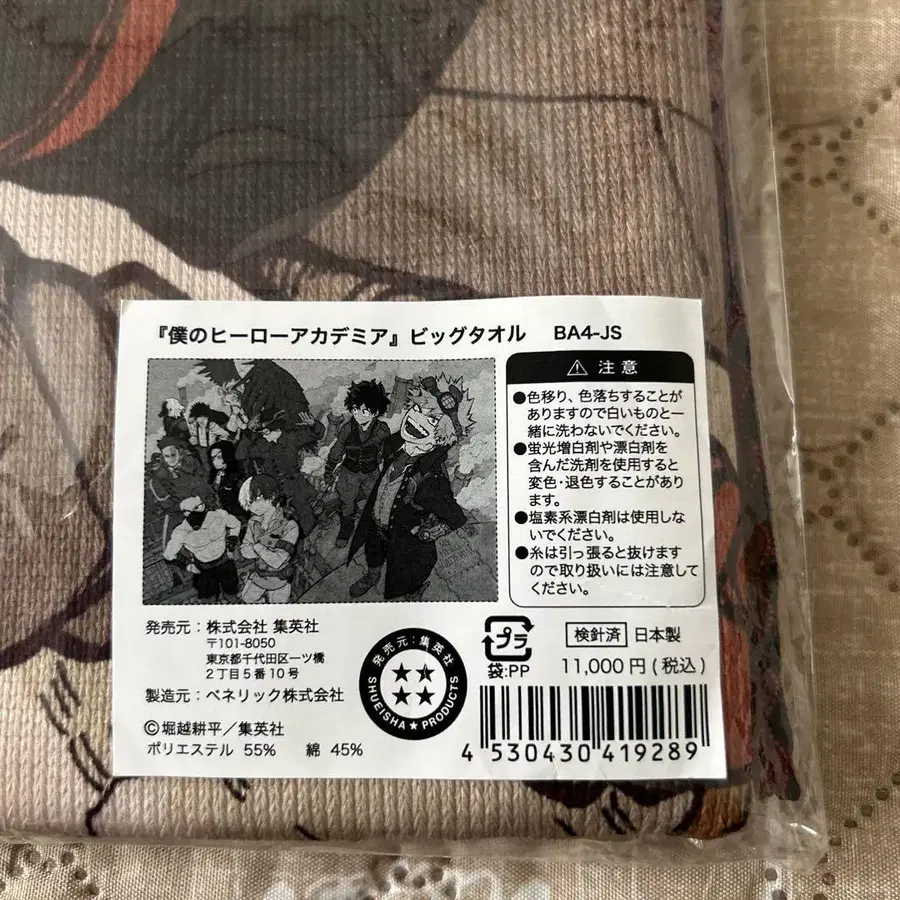 『僕のヒーローアカデミア』ビッグタオル BA4-JS
注意
●色移り、色落ちすることが
ありますので白いものと一
緒に洗わないでください。
●蛍光増白剤や漂白剤を
含んだ洗剤を使用すると
変色・退色することがあり
ます。
●塩素系漂白剤は使用しな
いでください。
●糸は引っ張ると抜けます
ので取り扱いには注意して
ください。
発売元：株式会社 集英社
〒101-8050
東京都千代田区一ツ橋
2丁目5番10号
製造元：ベネリック株式会社
©堀越耕平／集英社
ポリエステル 55% 綿 45%
発売元：集英社
SHUEISHA★PRODUCTS
プラ
袋:PP
検針済 日本製
11,000円(税込)
4 530430 419289